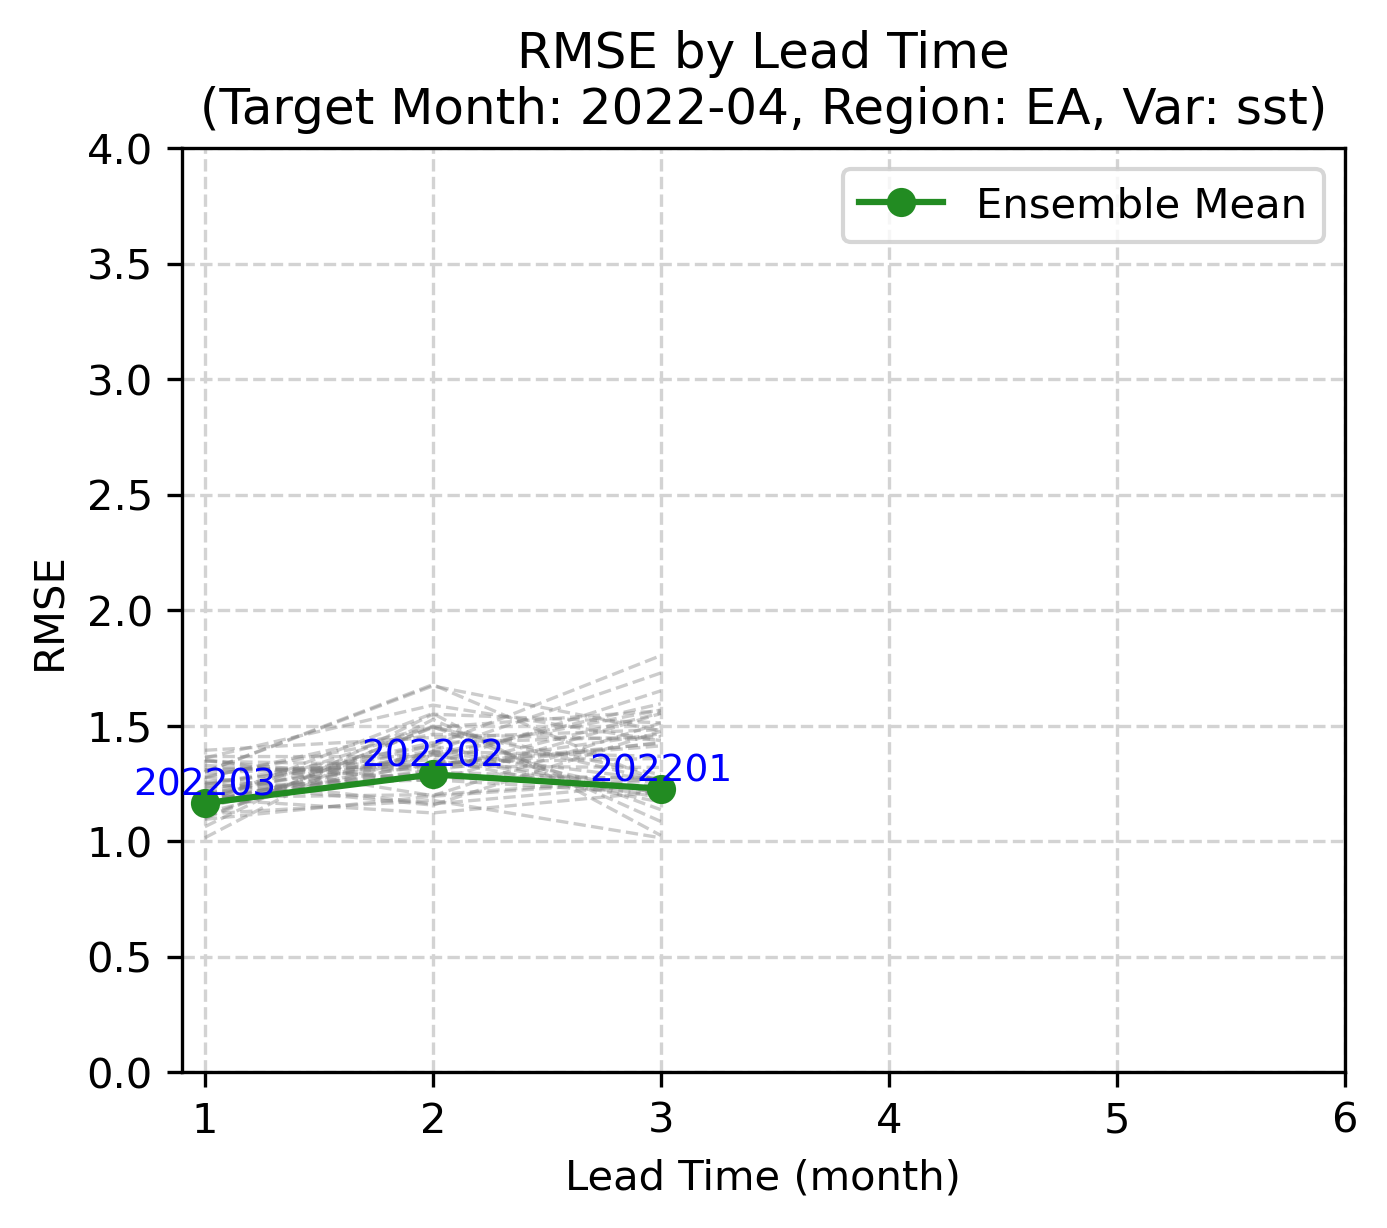 RMSE by Lead Time
(Target Month: 2022-04, Region: EA, Var: sst)
4.0
3.5
3.0
2.5
2.0
1.5
1.0
0.5
0.0
RMSE
Ensemble Mean
202203
202202
202201
1 2 3 4 5 6
Lead Time (month)